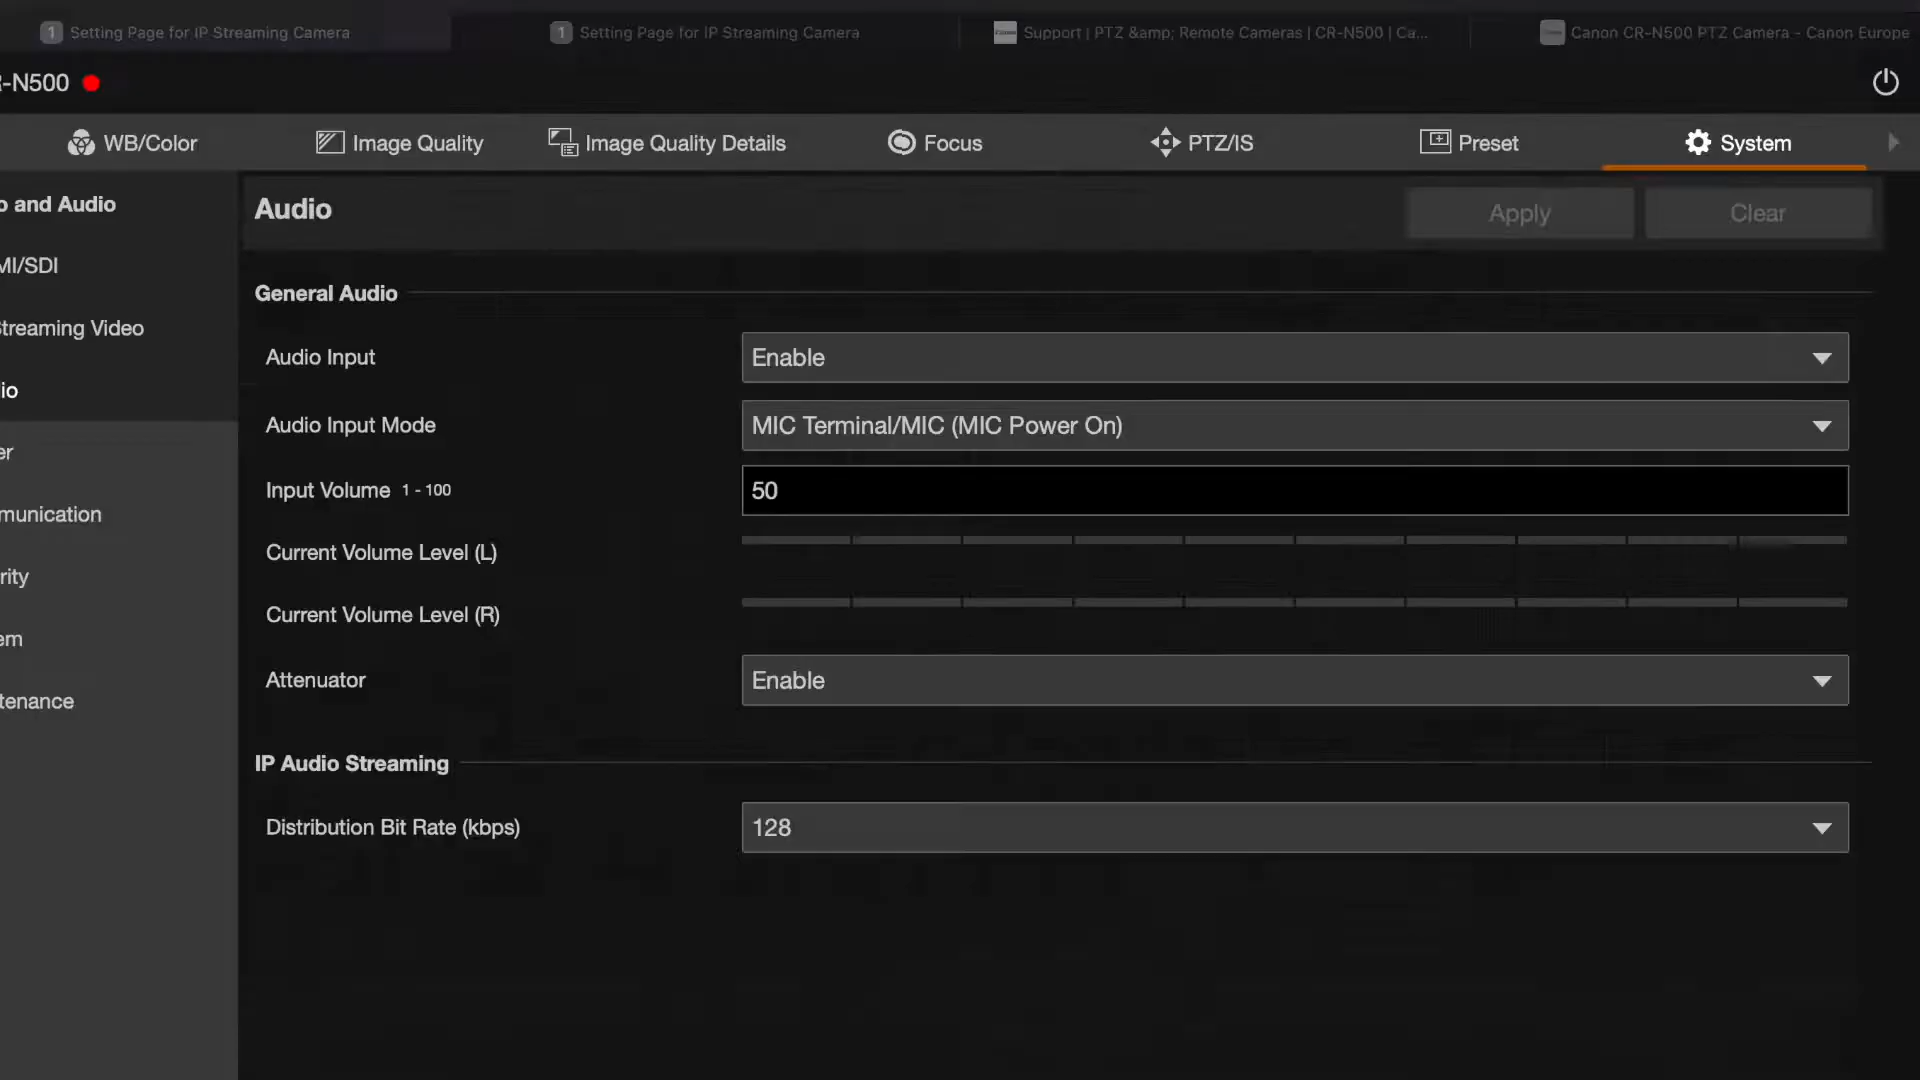 1 Setting Page for IP Streaming Camera
1 Setting Page for IP Streaming Camera
Support | PTZ &amp; Remote Cameras | CR-N500 | Ca...
Canon CR-N500 PTZ Camera - Canon Europe
R-N500
WB/Color
Image Quality
Image Quality Details
Focus
PTZ/IS
Preset
System
o and Audio
MI/SDI
Streaming Video
io
er
munication
rity
em
tenance
Audio
Apply
Clear
General Audio
Audio Input
Enable
Audio Input Mode
MIC Terminal/MIC (MIC Power On)
Input Volume 1 - 100
50
Current Volume Level (L)
Current Volume Level (R)
Attenuator
Enable
IP Audio Streaming
Distribution Bit Rate (kbps)
128